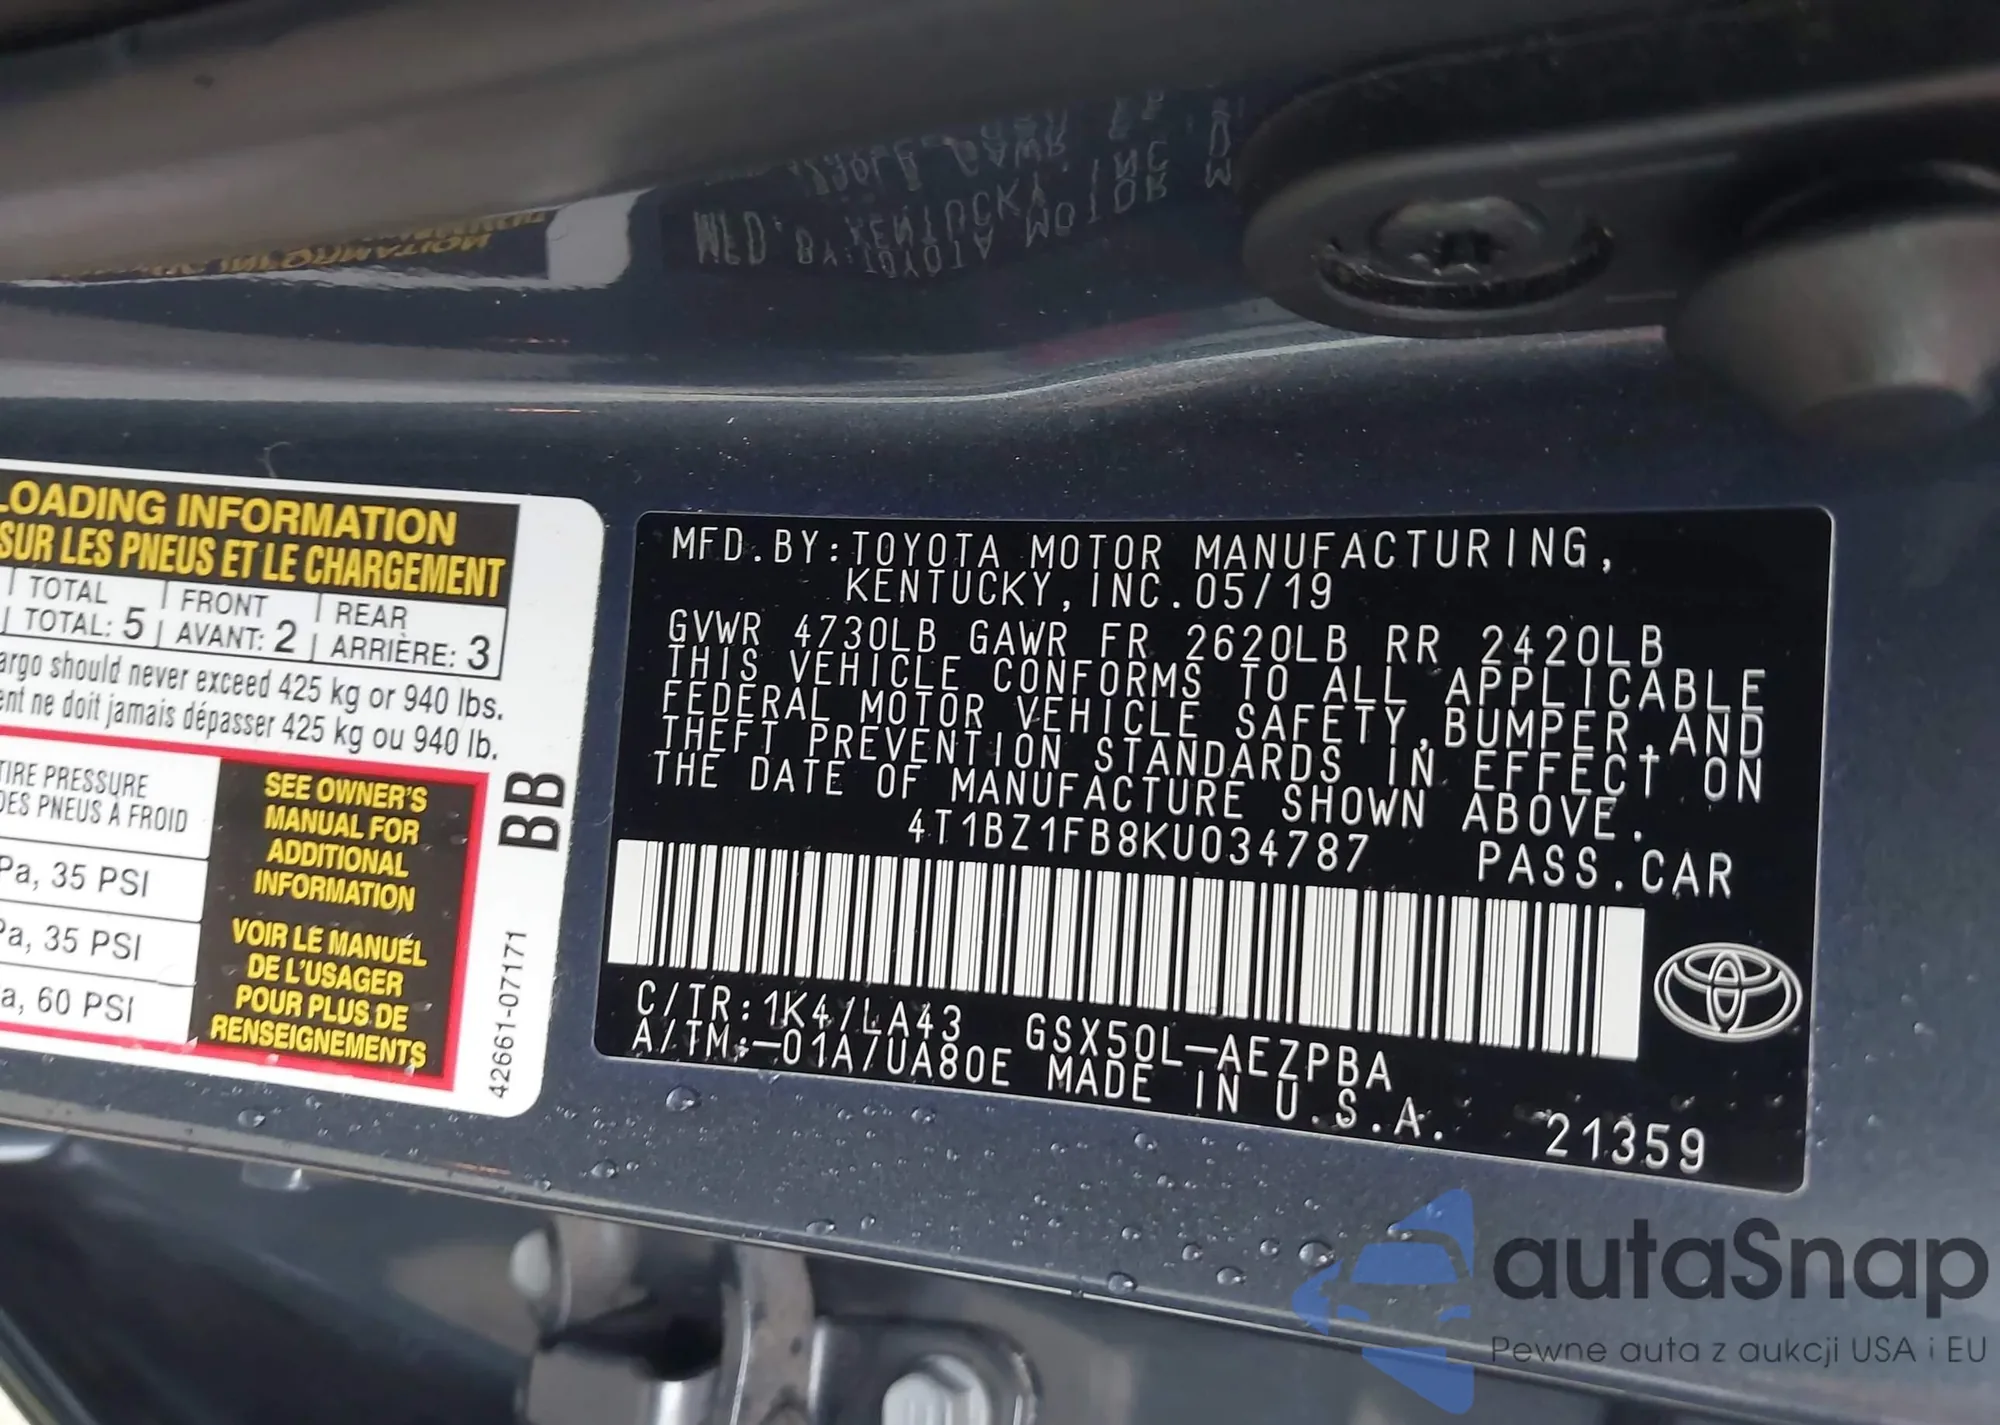 LOADING INFORMATION
SUR LES PNEUS ET LE CHARGEMENT
TOTAL | FRONT | REAR
TOTAL: 5 | AVANT: 2 | ARRIÈRE: 3
argo should never exceed 425 kg or 940 lbs.
ent ne doit jamais dépasser 425 kg ou 940 lb.
TIRE PRESSURE
DES PNEUS À FROID
Pa, 35 PSI
Pa, 35 PSI
a, 60 PSI
SEE OWNER'S
MANUAL FOR
ADDITIONAL
INFORMATION
VOIR LE MANUEL
DE L'USAGER
POUR PLUS DE
RENSEIGNEMENTS
BB
42661-07171
MFD.BY:TOYOTA MOTOR MANUFACTURING,
KENTUCKY,INC.05/19
GVWR 4730LB GAWR FR 2620LB RR 2420LB
THIS VEHICLE CONFORMS TO ALL APPLICABLE
FEDERAL MOTOR VEHICLE SAFETY,BUMPER,AND
THEFT PREVENTION STANDARDS IN EFFECT ON
THE DATE OF MANUFACTURE SHOWN ABOVE.
4T1BZ1FB8KU034787 PASS.CAR
C/TR:1K4/LA43 GSX50L-AEZPBA
A/TM:-01A/UA80E MADE IN U.S.A.
21359
autaSnap
Pewne auta z aukcji USA i EU